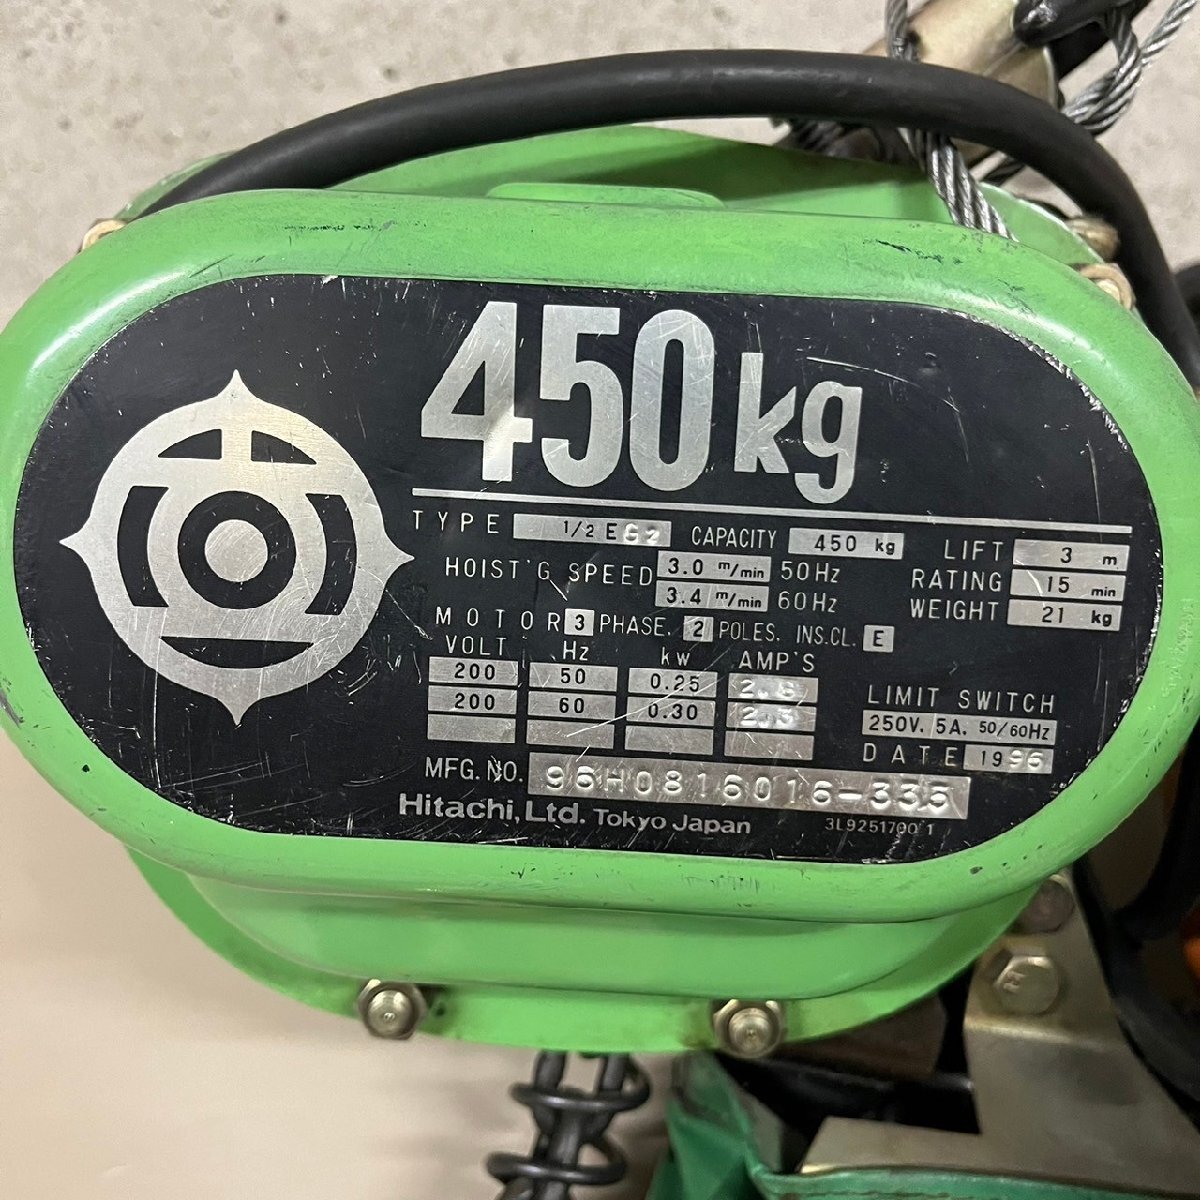 450kg
TYPE 1/2 ES2 CAPACITY 450 kg LIFT 3 m
HOIST'G SPEED 3.0 m/min 50Hz RATING 15 min
3.4 m/min 60Hz WEIGHT 21 kg
MOTOR 3 PHASE. 2 POLES. INS.CL. E
VOLT Hz kw AMP'S
200 50 0.25
200 60 0.30
LIMIT SWITCH
250V. 5A. 50/60Hz
DATE 1996
MFG. NO. 96H0816016-335
Hitachi, Ltd. Tokyo Japan 3L9251700 1